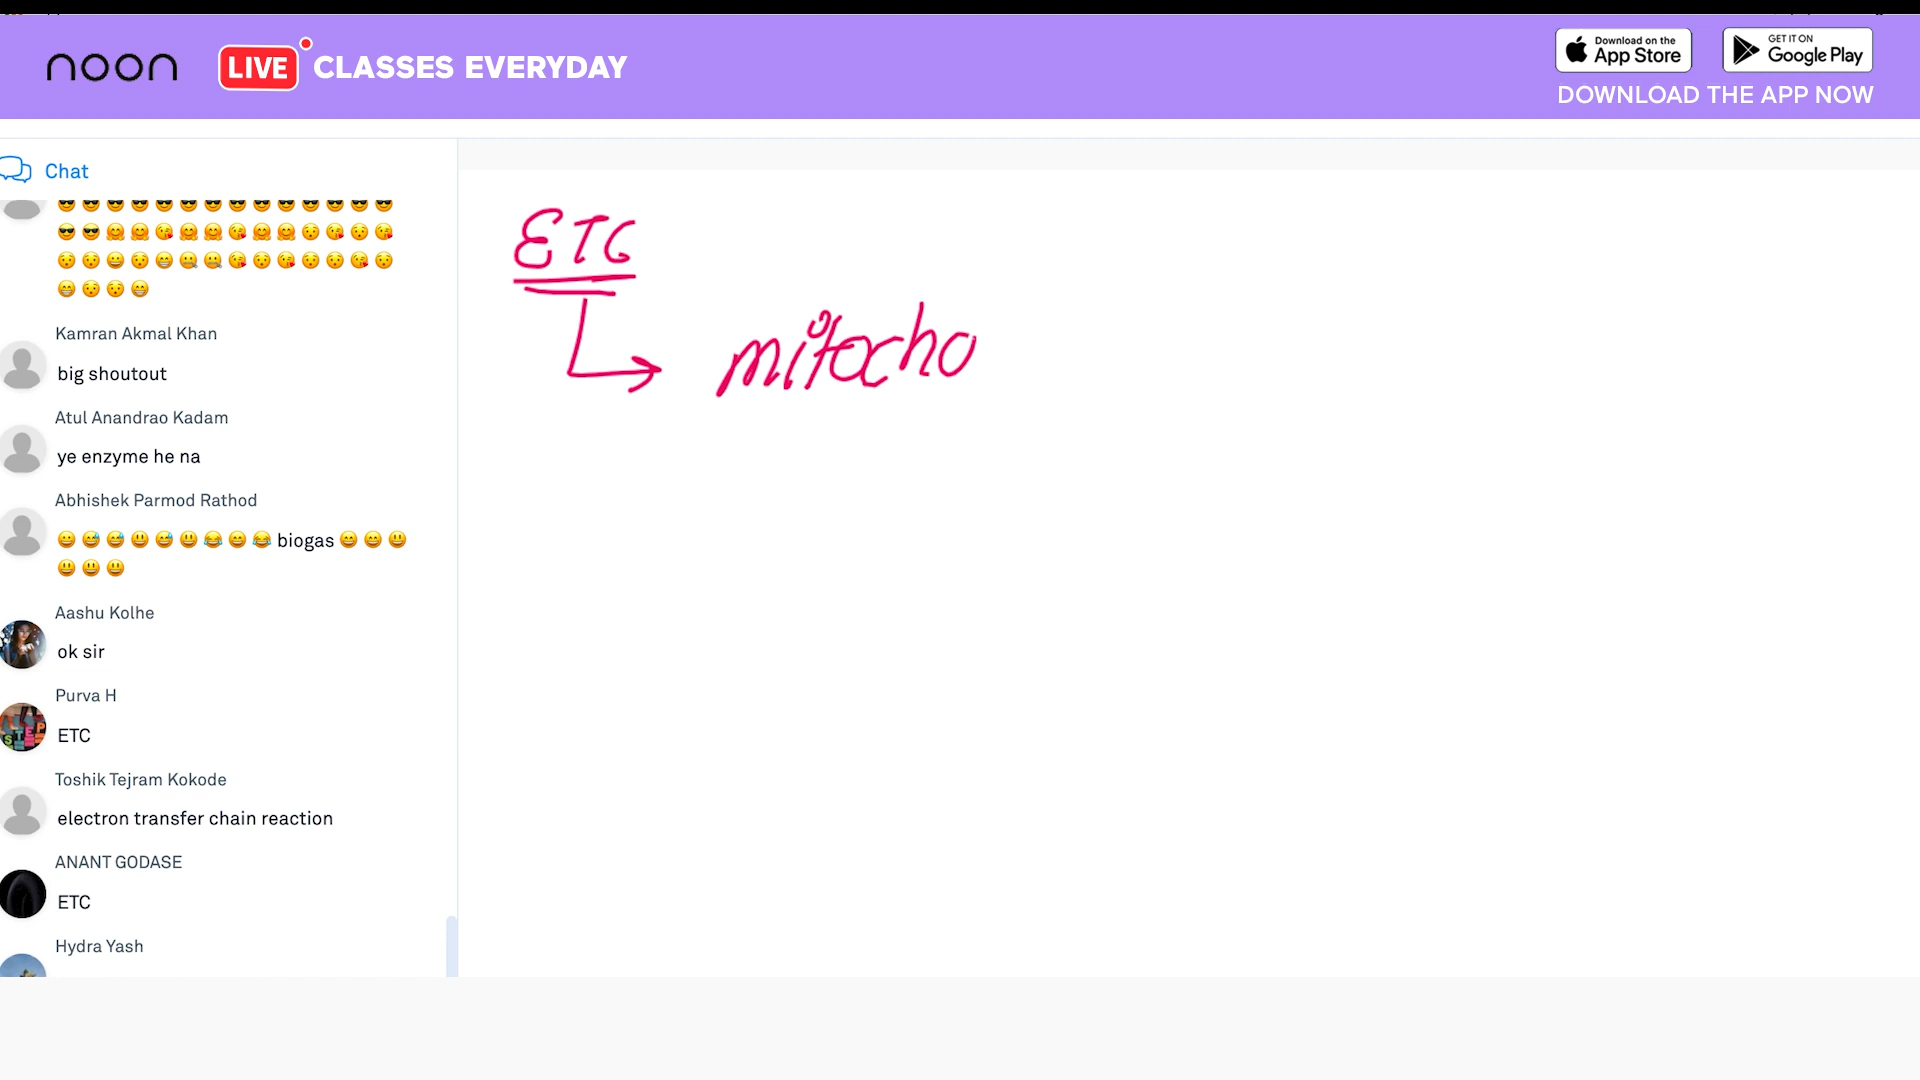 noon LIVE CLASSES EVERYDAY
Download on the App Store
GET IT ON Google Play
DOWNLOAD THE APP NOW
Chat
😎😎😎😎😎😎😎😎😎😎😎😎😎😎
😎😎🤗🤗😘🤗🤗😘🤗🤗😯😘😯😘
😯😯😀😯😁🤐🤐😘😯😘😯😯😘😯
😁😯😯😁
Kamran Akmal Khan
big shoutout
Atul Anandrao Kadam
ye enzyme he na
Abhishek Parmod Rathod
😀😅😅😃😅😃😂😄😂 biogas 😄😄😃
😃😃😃
Aashu Kolhe
ok sir
Purva H
ETC
Toshik Tejram Kokode
electron transfer chain reaction
ANANT GODASE
ETC
Hydra Yash
ETC
mitocho